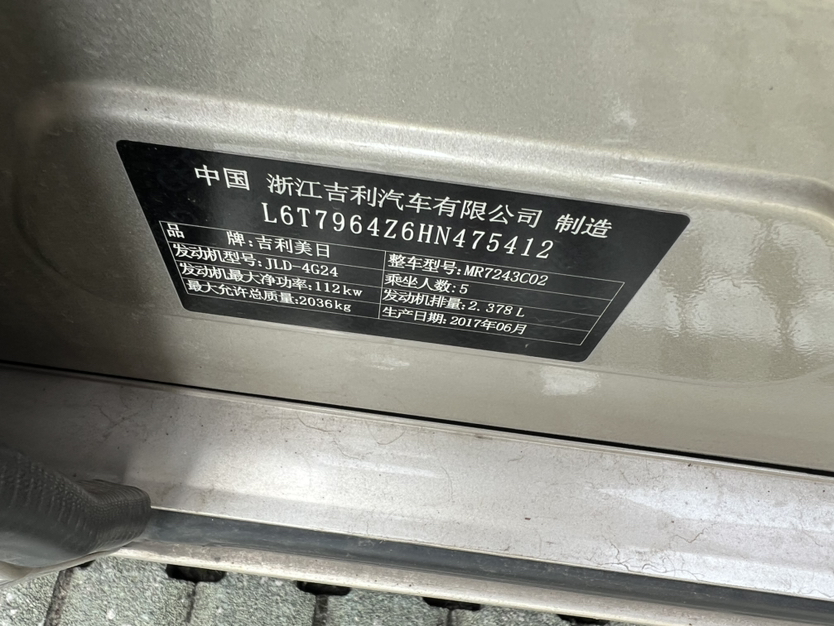 中国 浙江吉利汽车有限公司 制造
L6T7964Z6HN475412
品 牌:吉利美日 整车型号:MR7243C02
发动机型号:JLD-4G24 乘坐人数:5
发动机最大净功率:112kw 发动机排量:2.378L
最大允许总质量:2036kg 生产日期:2017年06月